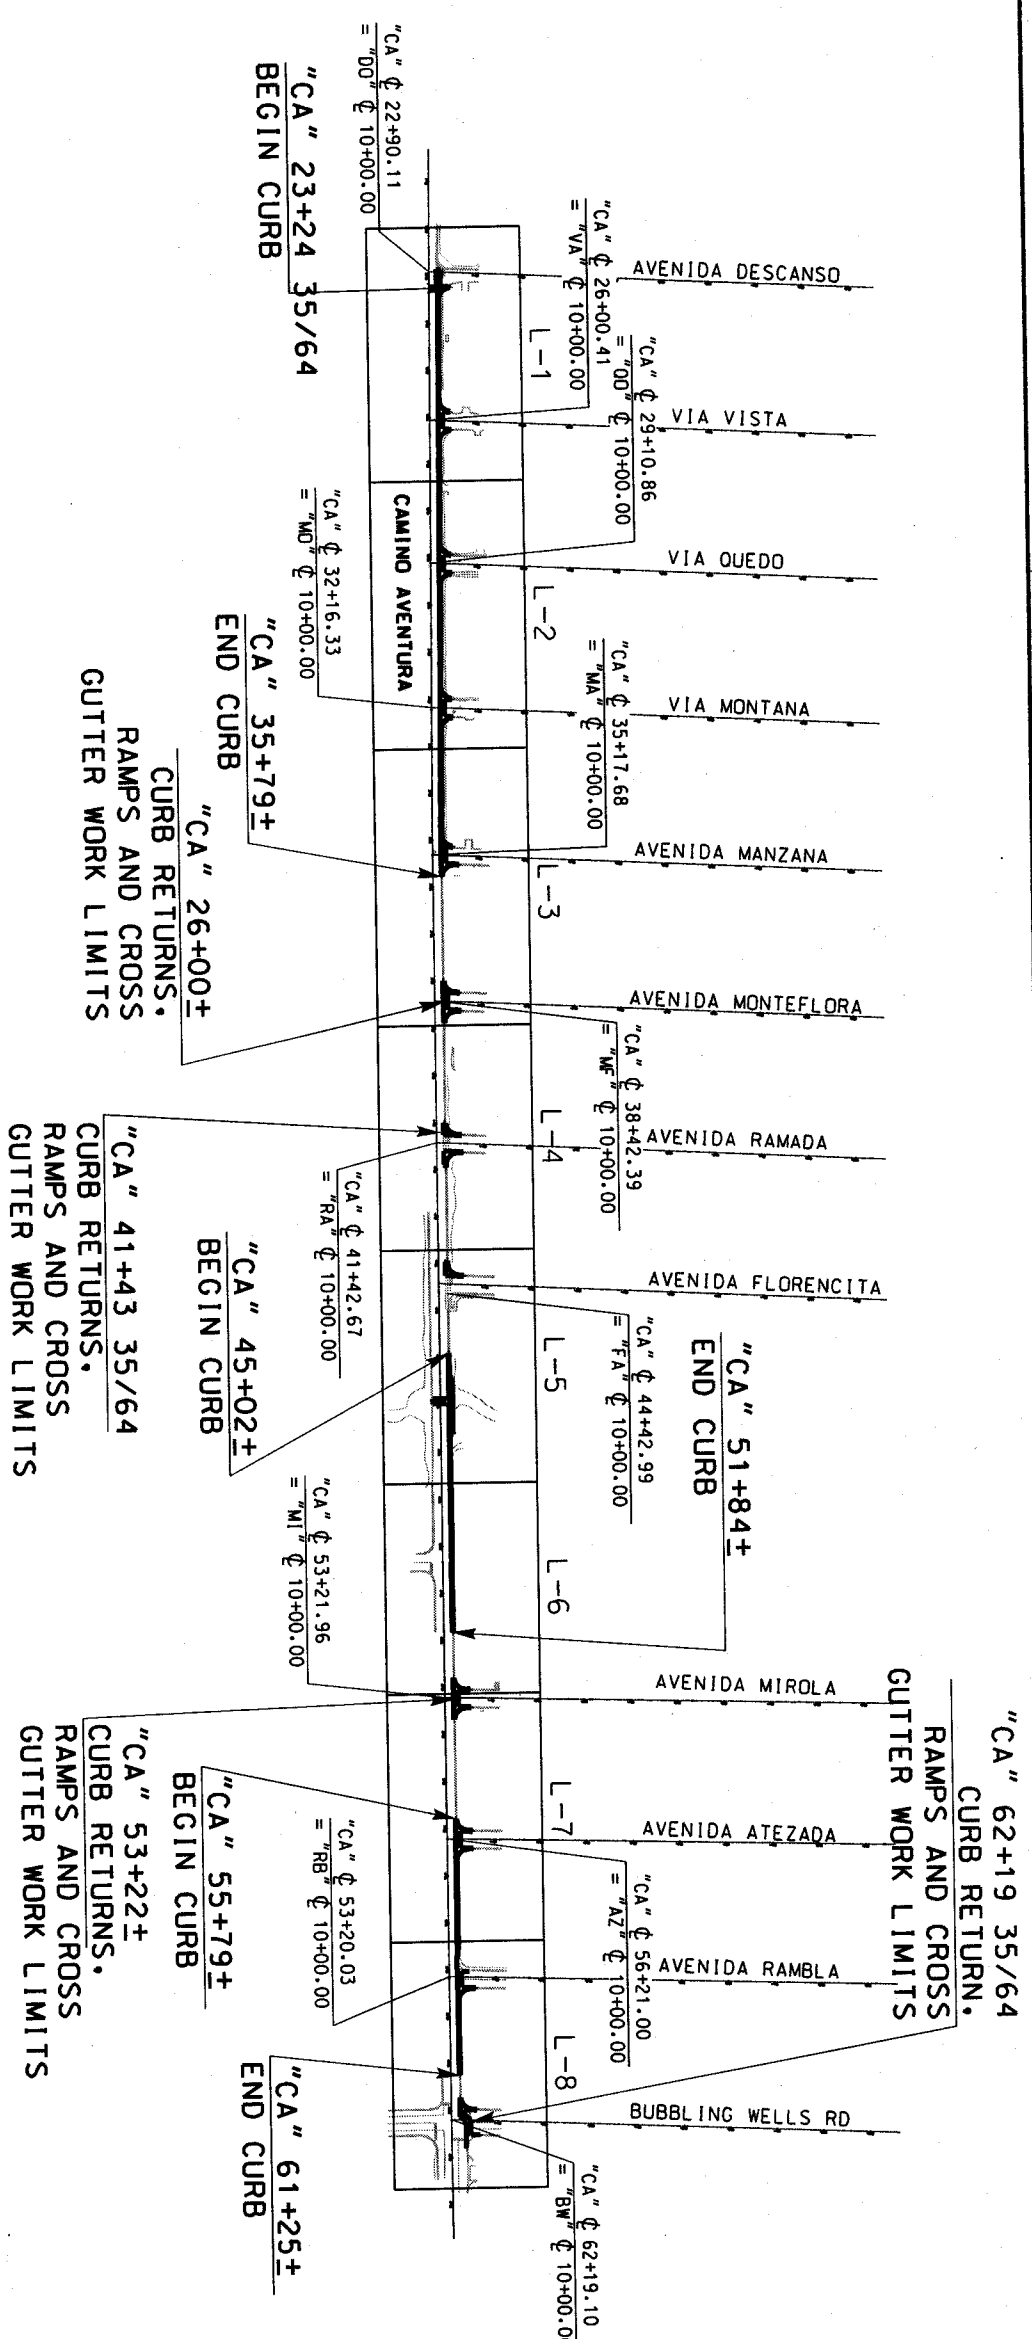 "CA" ℄ 22+90.11
= "DO" ℄ 10+00.00
"CA" 23+24 35/64
BEGIN CURB
AVENIDA DESCANSO
"CA" ℄ 26+00.41
= "VA" ℄ 10+00.00
L-1
VIA VISTA
"CA" ℄ 29+10.86
= "OD" ℄ 10+00.00
VIA QUEDO
CAMINO AVENTURA
L-2
"CA" ℄ 32+16.33
= "MO" ℄ 10+00.00
VIA MONTANA
"CA" ℄ 35+17.68
= "MA" ℄ 10+00.00
"CA" 35+79±
END CURB
AVENIDA MANZANA
L-3
"CA" 26+00±
CURB RETURNS.
RAMPS AND CROSS
GUTTER WORK LIMITS
AVENIDA MONTEFLORA
"CA" ℄ 38+42.39
= "MF" ℄ 10+00.00
L-4
AVENIDA RAMADA
"CA" 41+43 35/64
CURB RETURNS.
RAMPS AND CROSS
GUTTER WORK LIMITS
"CA" ℄ 41+42.67
= "RA" ℄ 10+00.00
"CA" 45+02±
BEGIN CURB
AVENIDA FLORENCITA
"CA" ℄ 44+42.99
= "FA" ℄ 10+00.00
L-5
"CA" 51+84±
END CURB
L-6
"CA" ℄ 53+21.96
= "MI" ℄ 10+00.00
AVENIDA MIROLA
"CA" 53+22±
CURB RETURNS.
RAMPS AND CROSS
GUTTER WORK LIMITS
"CA" 55+79±
BEGIN CURB
L-7
AVENIDA ATEZADA
"CA" ℄ 56+21.00
= "AZ" ℄ 10+00.00
"CA" ℄ 53+20.03
= "RB" ℄ 10+00.00
AVENIDA RAMBLA
"CA" 62+19 35/64
CURB RETURN.
RAMPS AND CROSS
GUTTER WORK LIMITS
L-8
"CA" 61+25±
END CURB
BUBBLING WELLS RD
"CA" ℄ 62+19.10
= "BW" ℄ 10+00.0